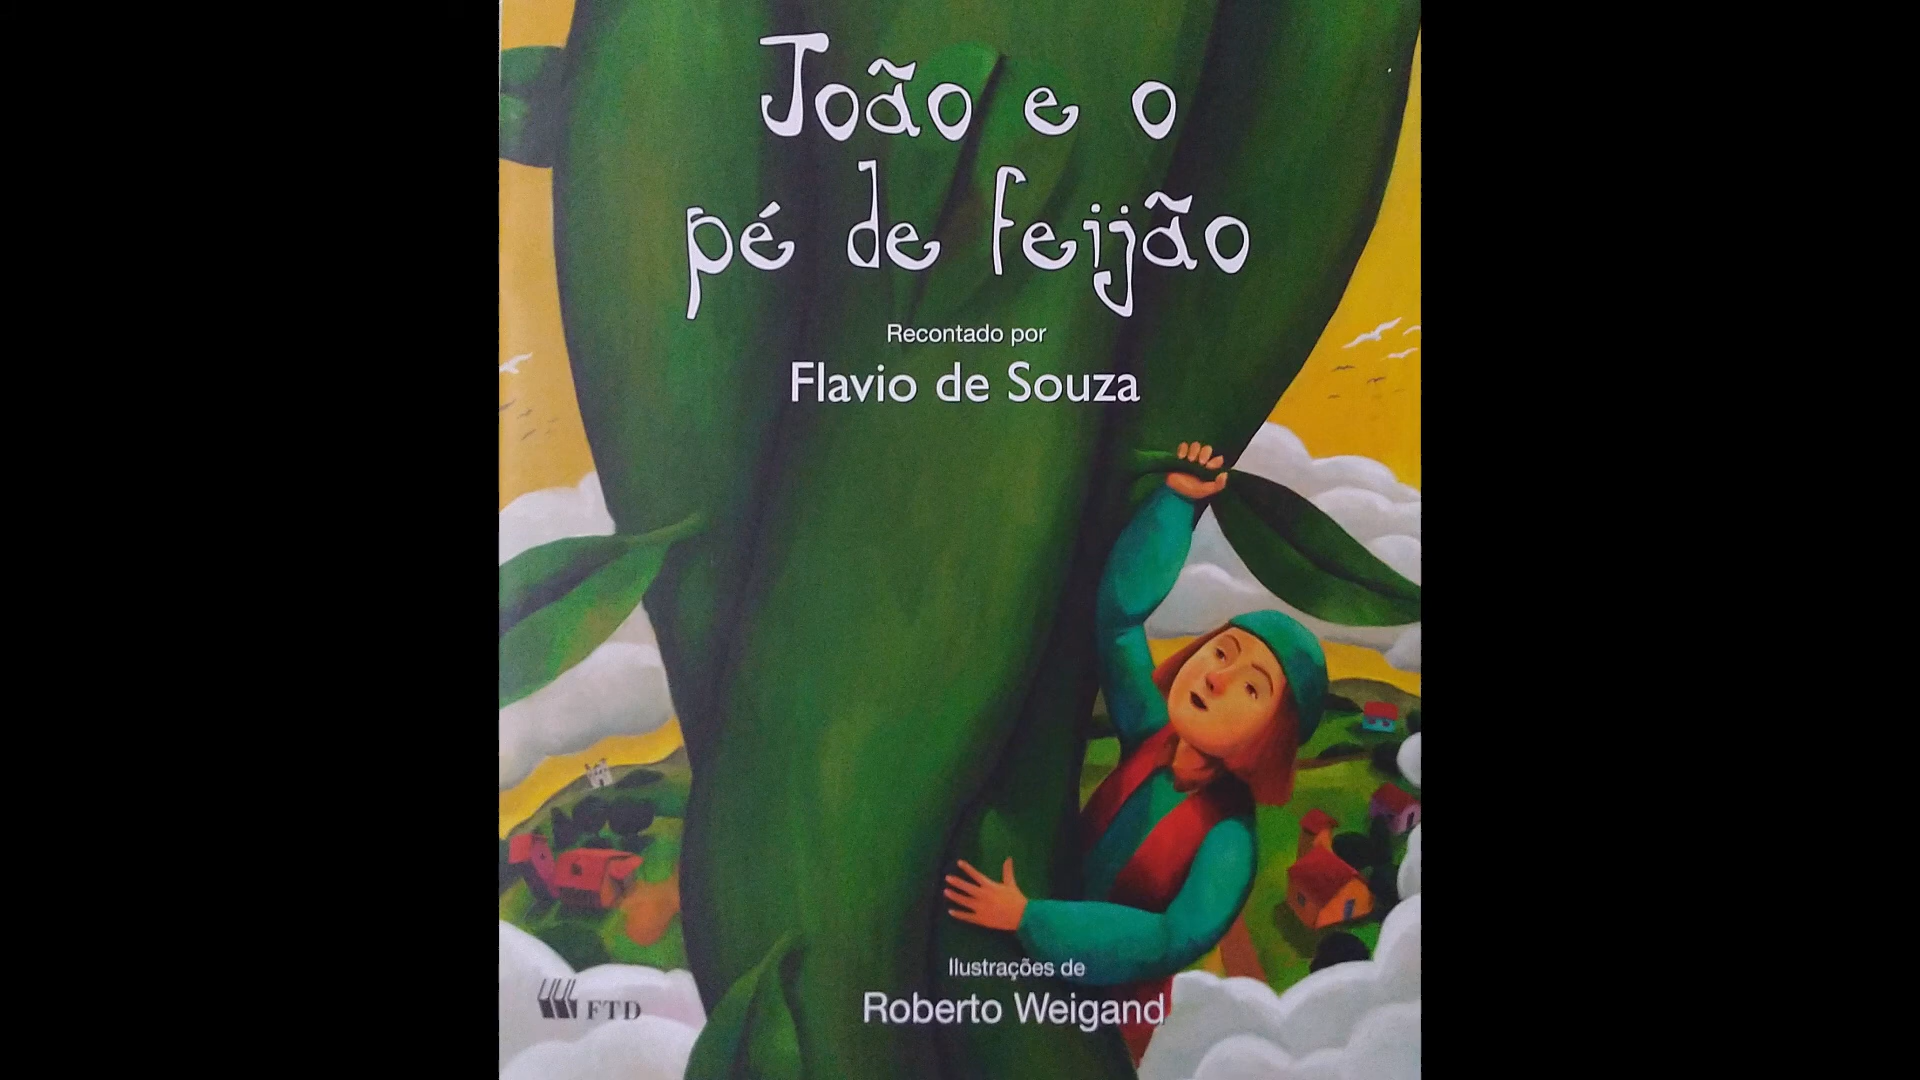 João e o
pé de feijão
Recontado por
Flavio de Souza
Ilustrações de
Roberto Weigand
FTD